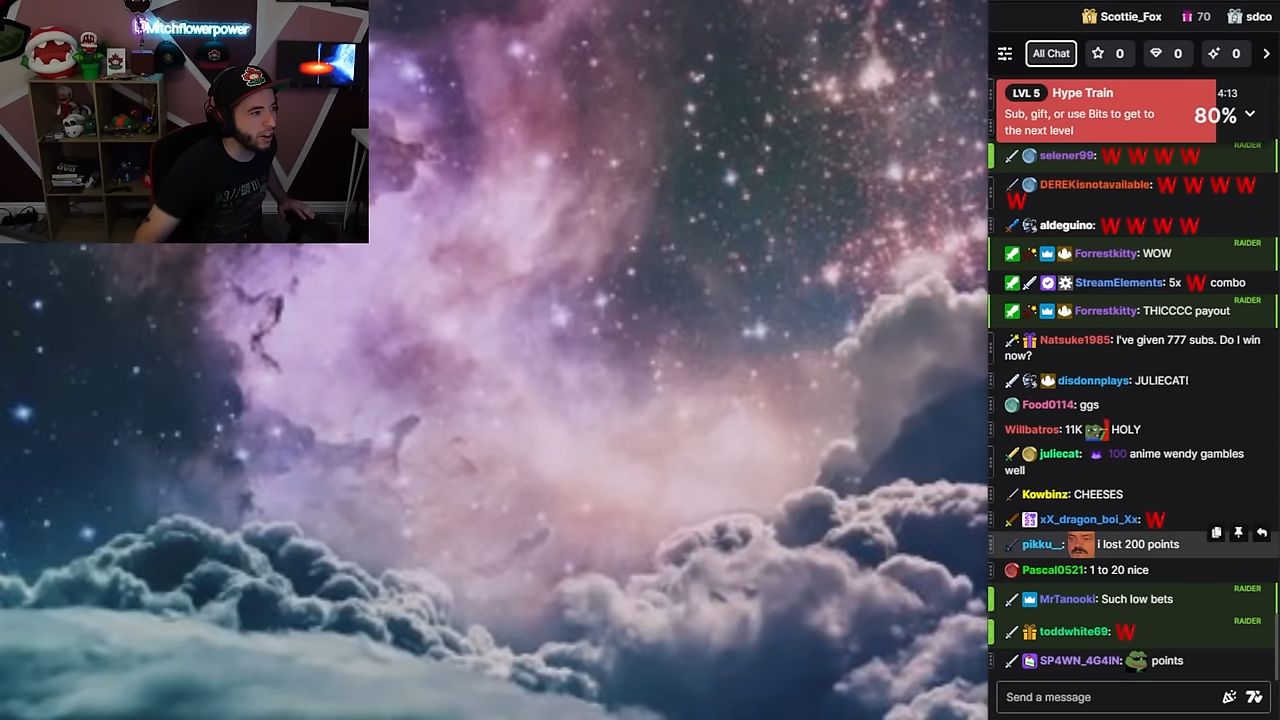 Mitchflowerpower
Scottie_Fox 70 sdco
All Chat 0 0 0
LVL 5 Hype Train 4:13
Sub, gift, or use Bits to get to
the next level
80%
RAIDER
selener99: W W W W
DEREKisnotavailable: W W W W
W
aldeguino: W W W W
RAIDER
Forrestkitty: WOW
StreamElements: 5x W combo
RAIDER
Forrestkitty: THICCCC payout
Natsuke1985: I've given 777 subs. Do I win
now?
disdonnplays: JULIECAT!
Food0114: ggs
Willbatros: 11K HOLY
juliecat: 100 anime wendy gambles
well
Kowbinz: CHEESES
xX_dragon_boi_Xx: W
pikku__: i lost 200 points
Pascal0521: 1 to 20 nice
RAIDER
MrTanooki: Such low bets
RAIDER
toddwhite69: W
SP4WN_4G4IN: points
Send a message